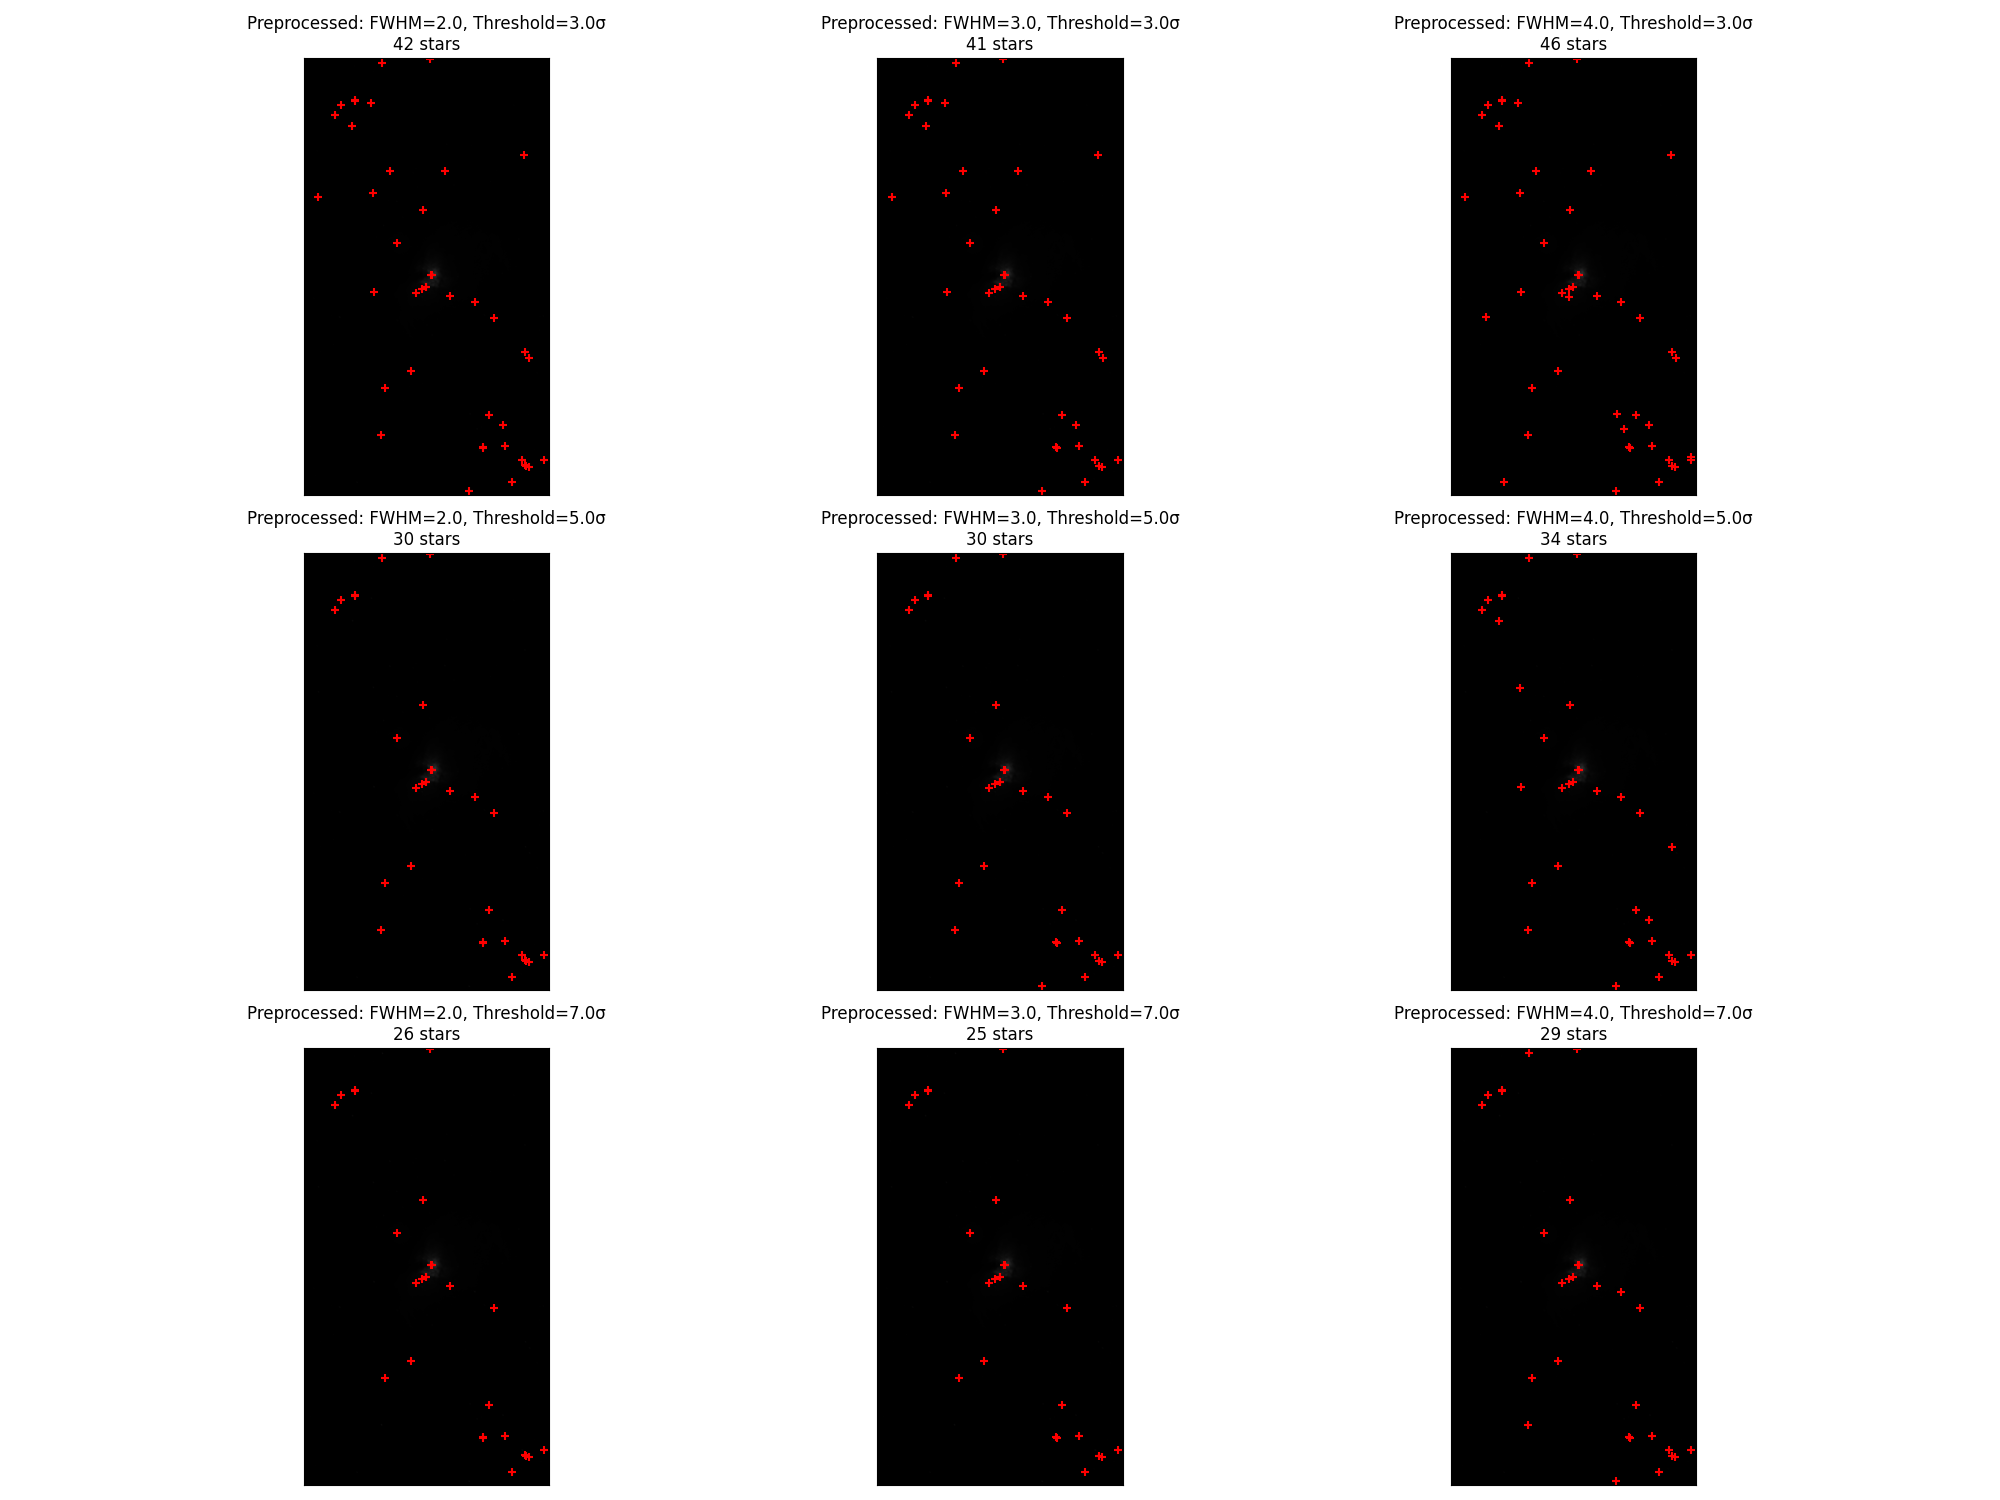 Preprocessed: FWHM=2.0, Threshold=3.0σ
42 stars
Preprocessed: FWHM=3.0, Threshold=3.0σ
41 stars
Preprocessed: FWHM=4.0, Threshold=3.0σ
46 stars
Preprocessed: FWHM=2.0, Threshold=5.0σ
30 stars
Preprocessed: FWHM=3.0, Threshold=5.0σ
30 stars
Preprocessed: FWHM=4.0, Threshold=5.0σ
34 stars
Preprocessed: FWHM=2.0, Threshold=7.0σ
26 stars
Preprocessed: FWHM=3.0, Threshold=7.0σ
25 stars
Preprocessed: FWHM=4.0, Threshold=7.0σ
29 stars